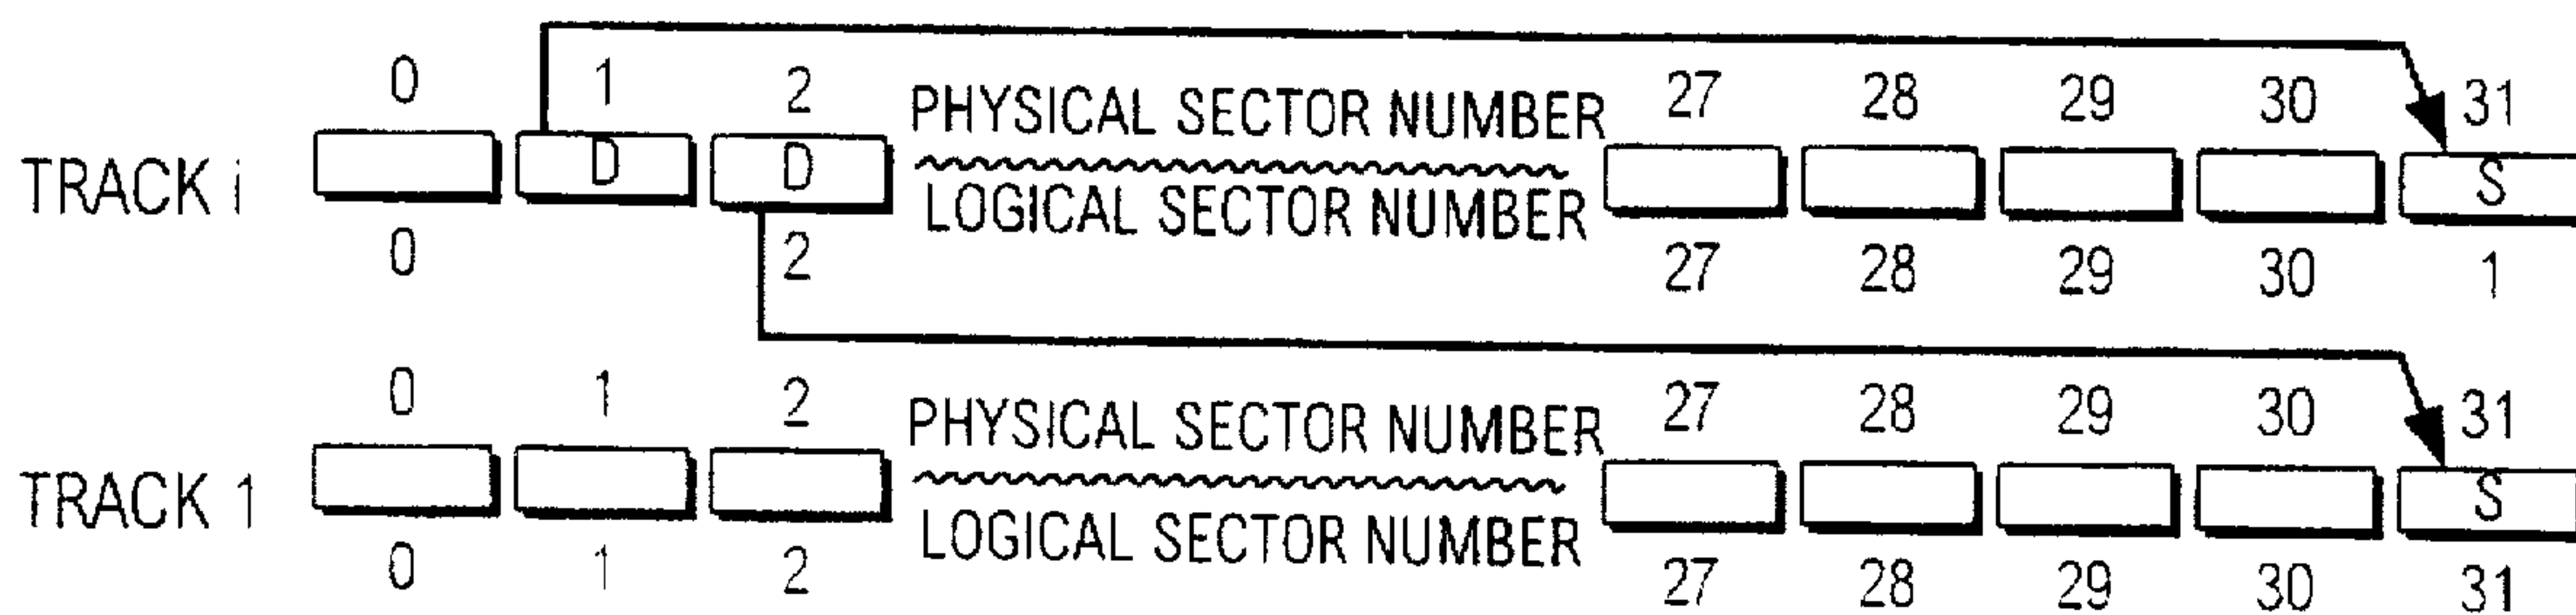 0 1 2 PHYSICAL SECTOR NUMBER 27 28 29 30 31
TRACK i D D S
0 2 LOGICAL SECTOR NUMBER 27 28 29 30 1
0 1 2 PHYSICAL SECTOR NUMBER 27 28 29 30 31
TRACK 1 S
0 1 2 LOGICAL SECTOR NUMBER 27 28 29 30 31